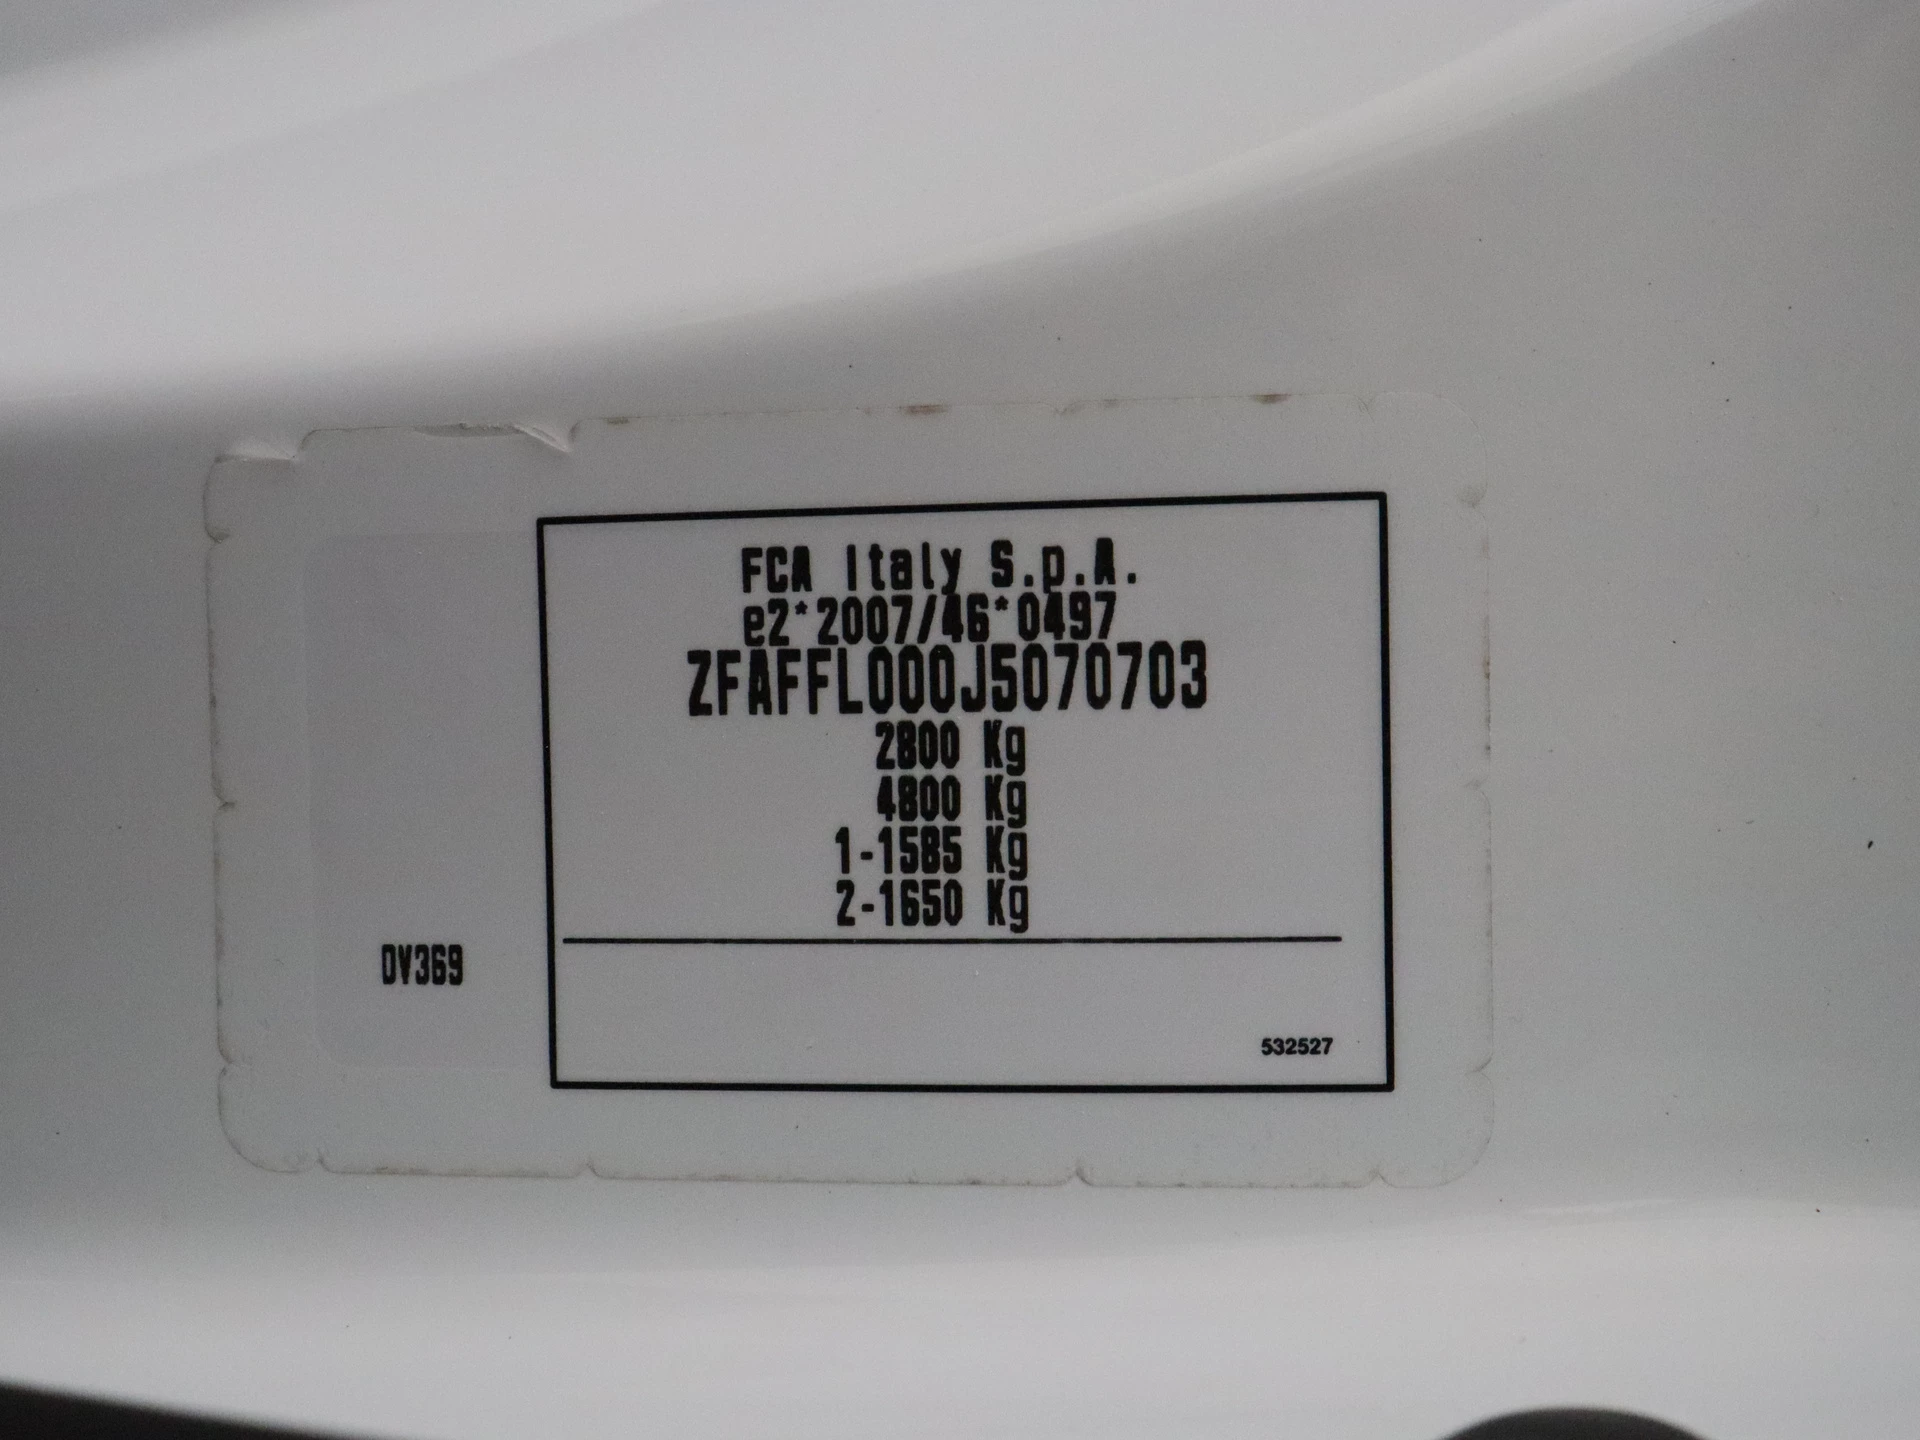 FCA Italy S.p.A.
e2*2007/46*0497
ZFAFFL000J5070703
2800 Kg
4800 Kg
1-1585 Kg
2-1650 Kg
DV369
532527